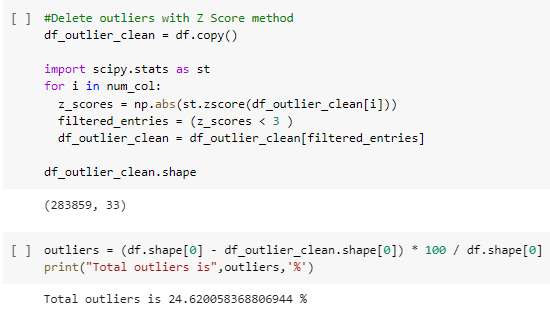 [ ] #Delete outliers with Z Score method
df_outlier_clean = df.copy()
import scipy.stats as st
for i in num_col:
z_scores = np.abs(st.zscore(df_outlier_clean[i]))
filtered_entries = (z_scores < 3 )
df_outlier_clean = df_outlier_clean[filtered_entries]
df_outlier_clean.shape
(283859, 33)
[ ] outliers = (df.shape[0] - df_outlier_clean.shape[0]) * 100 / df.shape[0]
print("Total outliers is",outliers,'%')
Total outliers is 24.620058368806944 %